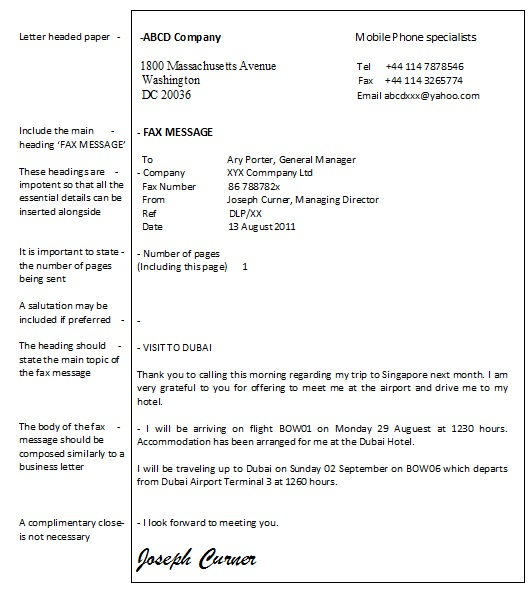 Letter headed paper - -ABCD Company Mobile Phone specialists
1800 Massachusetts Avenue Tel +44 114 7878546
Washington Fax +44 114 3265774
DC 20036 Email abcdxxx@yahoo.com
Include the main - - FAX MESSAGE
heading ‘FAX MESSAGE’
To Ary Porter, General Manager
These headings are - - Company XYX Commpany Ltd
impotent so that all the Fax Number 86 788782x
essential details can be From Joseph Curner, Managing Director
inserted alongside Ref DLP/XX
Date 13 August 2011
It is important to state - - Number of pages
the number of pages (Including this page) 1
being sent
A salutation may be
included if preferred - -
The heading should - - VISIT TO DUBAI
state the main topic of
the fax message
Thank you to calling this morning regarding my trip to Singapore next month. I am
very grateful to you for offering to meet me at the airport and drive me to my
hotel.
The body of the fax - - I will be arriving on flight BOW01 on Monday 29 Auguest at 1230 hours.
message should be Accommodation has been arranged for me at the Dubai Hotel.
composed similarly to a
business letter
I will be traveling up to Dubai on Sunday 02 September on BOW06 which departs
from Dubai Airport Terminal 3 at 1260 hours.
A complimentary close- - I look forward to meeting you.
is not necessary
Joseph Curner